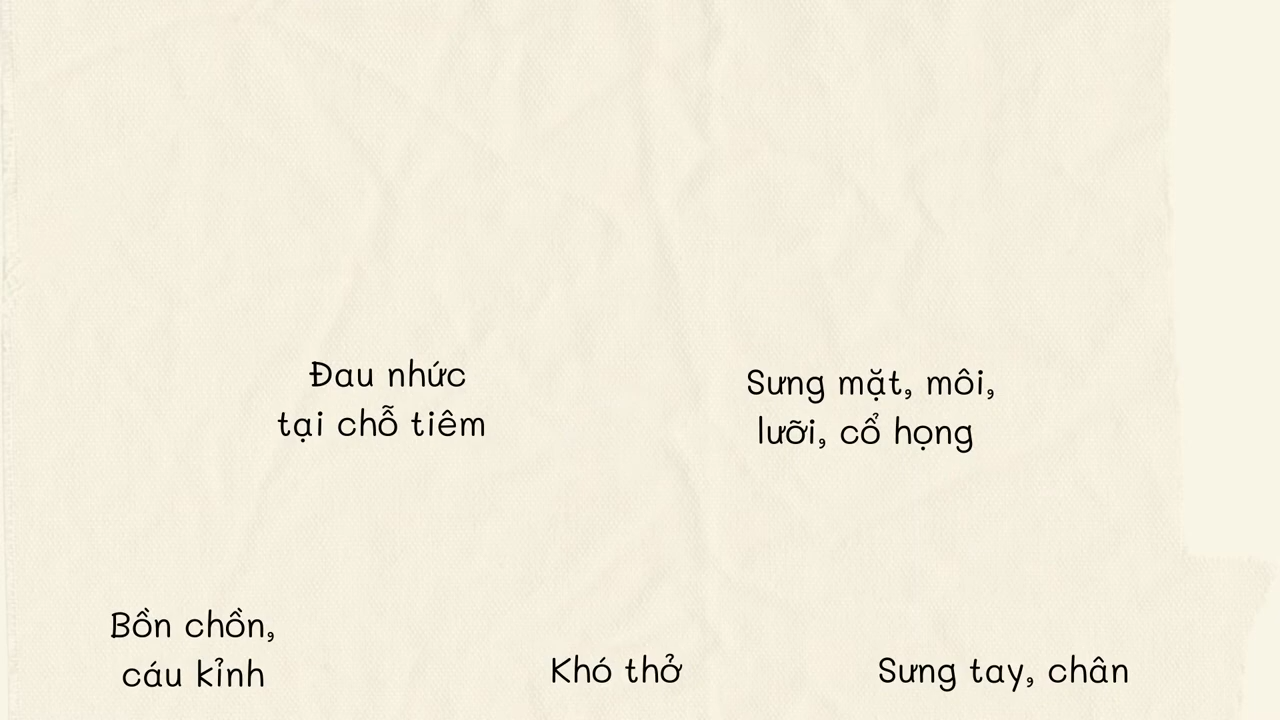 Đau nhức
tại chỗ tiêm
Sưng mặt, môi,
lưỡi, cổ họng
Bồn chồn,
cáu kỉnh
Khó thở
Sưng tay, chân